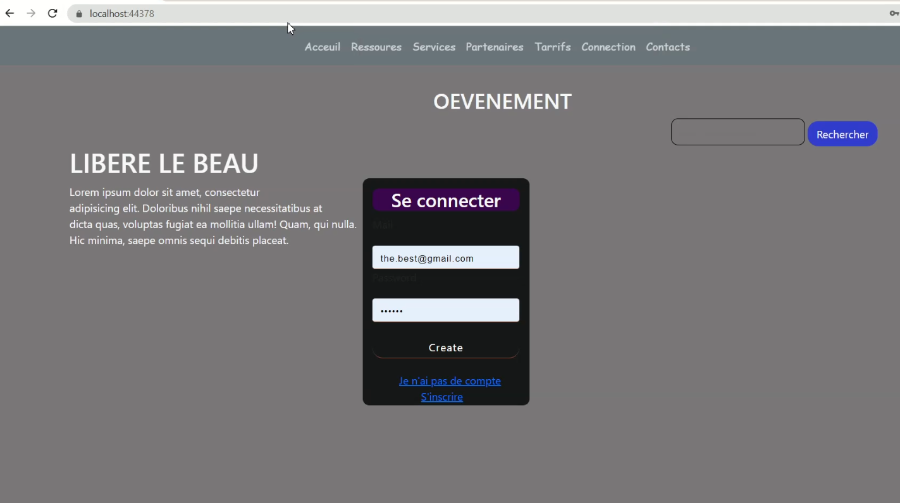 localhost:44378
Acceuil Ressoures Services Partenaires Tarrifs Connection Contacts
OEVENEMENT
Rechercher
LIBERE LE BEAU
Lorem ipsum dolor sit amet, consectetur
adipisicing elit. Doloribus nihil saepe necessitatibus at
dicta quas, voluptas fugiat ea mollitia ullam! Quam, qui nulla.
Hic minima, saepe omnis sequi debitis placeat.
Se connecter
the.best@gmail.com
••••••
Create
Je n'ai pas de compte
S'inscrire